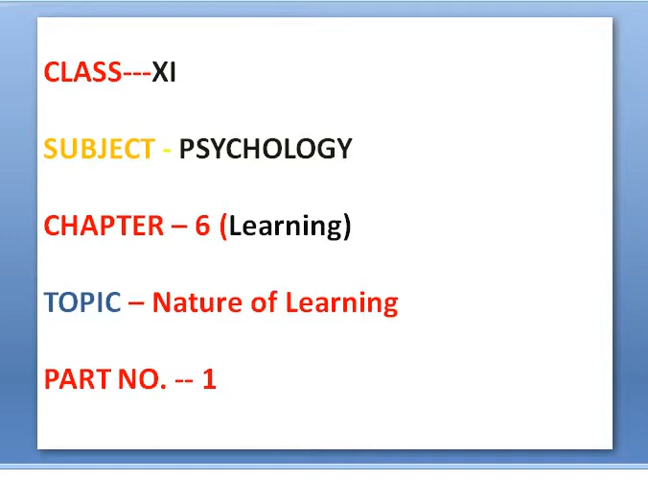 CLASS---XI
SUBJECT - PSYCHOLOGY
CHAPTER – 6 (Learning)
TOPIC – Nature of Learning
PART NO. -- 1